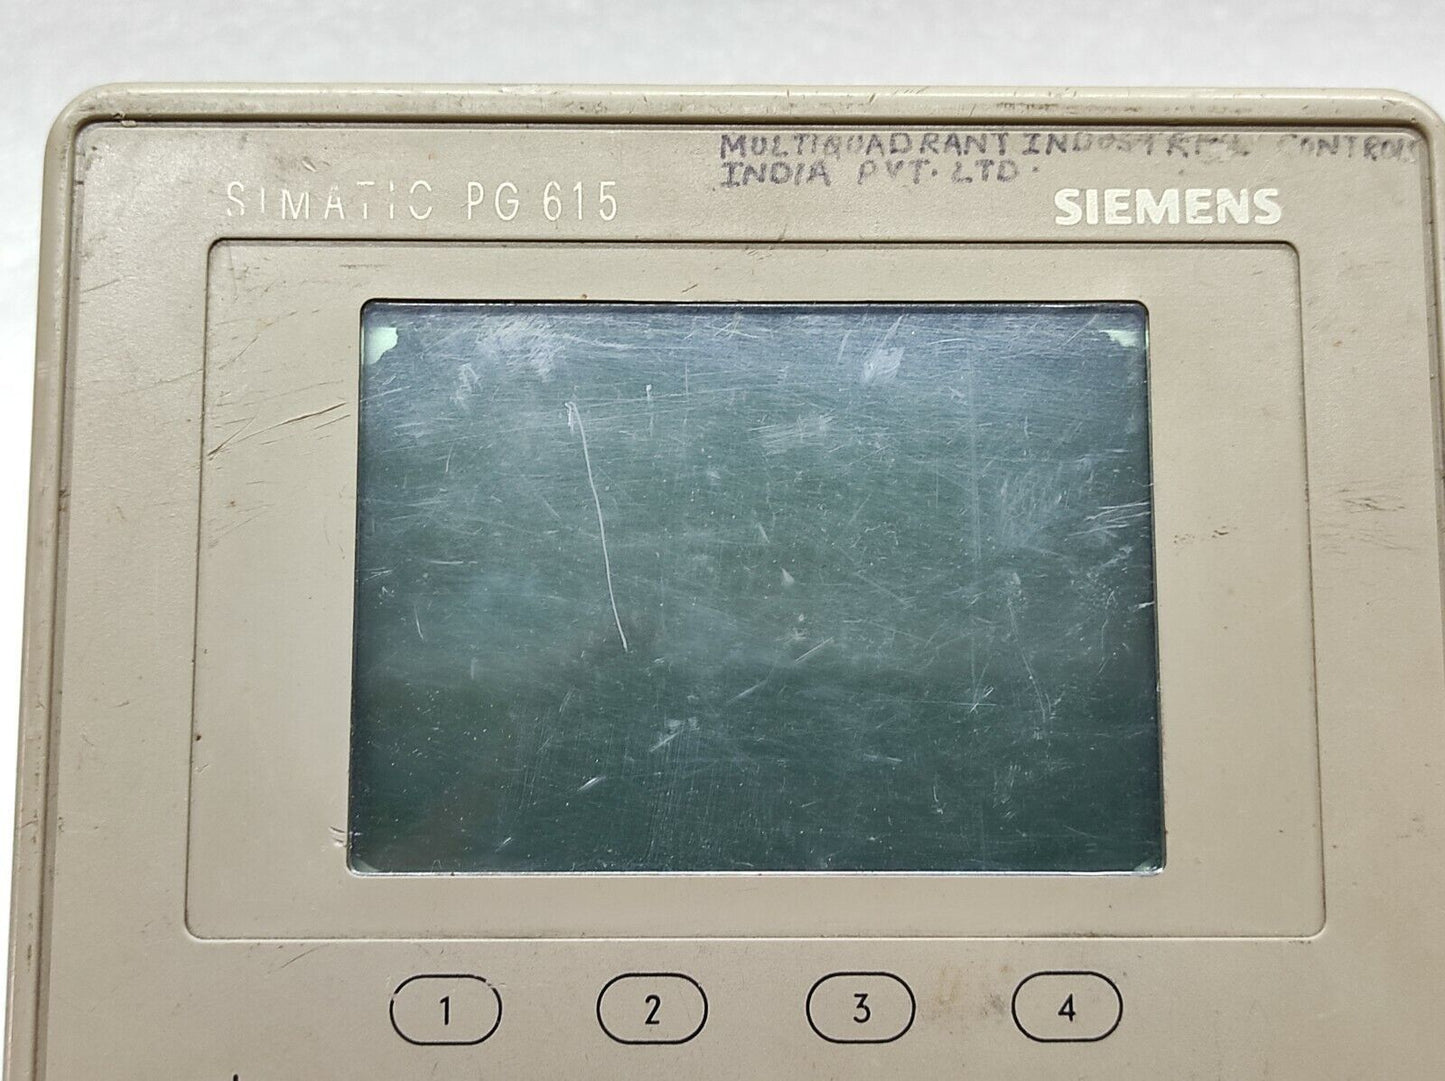 MULTIQUADRANT INDUSTRIAL CONTROLS
INDIA PVT. LTD.
SIMATIC PG 615
SIEMENS
1
2
3
4